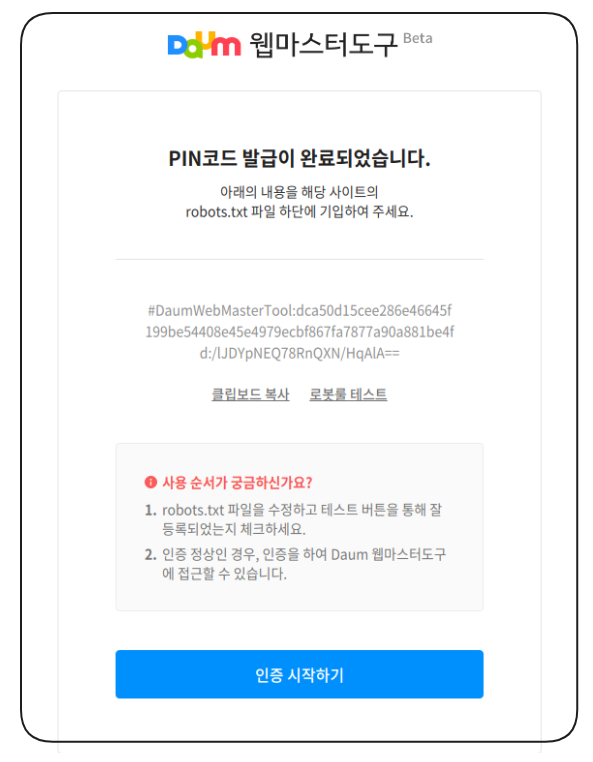 Daum 웹마스터도구 Beta
PIN코드 발급이 완료되었습니다.
아래의 내용을 해당 사이트의
robots.txt 파일 하단에 기입하여 주세요.
#DaumWebMasterTool:dca50d15cee286e46645f
199be54408e45e4979ecbf867fa7877a90a881be4f
d:/lJDYpNEQ78RnQXN/HqAlA==
클립보드 복사 로봇룰 테스트
사용 순서가 궁금하신가요?
1. robots.txt 파일을 수정하고 테스트 버튼을 통해 잘
등록되었는지 체크하세요.
2. 인증 정상인 경우, 인증을 하여 Daum 웹마스터도구
에 접근할 수 있습니다.
인증 시작하기